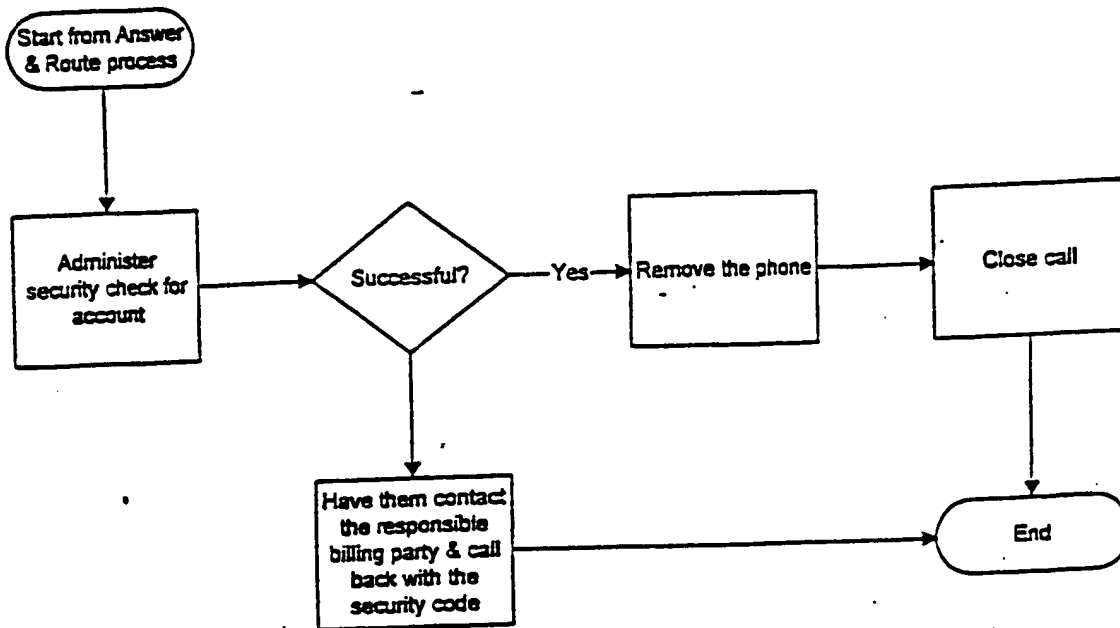 Start from Answer
& Route process
Administer
security check for
account
Successful?
Yes
Remove the phone
Close call
Have them contact
the responsible
billing party & call
back with the
security code
End